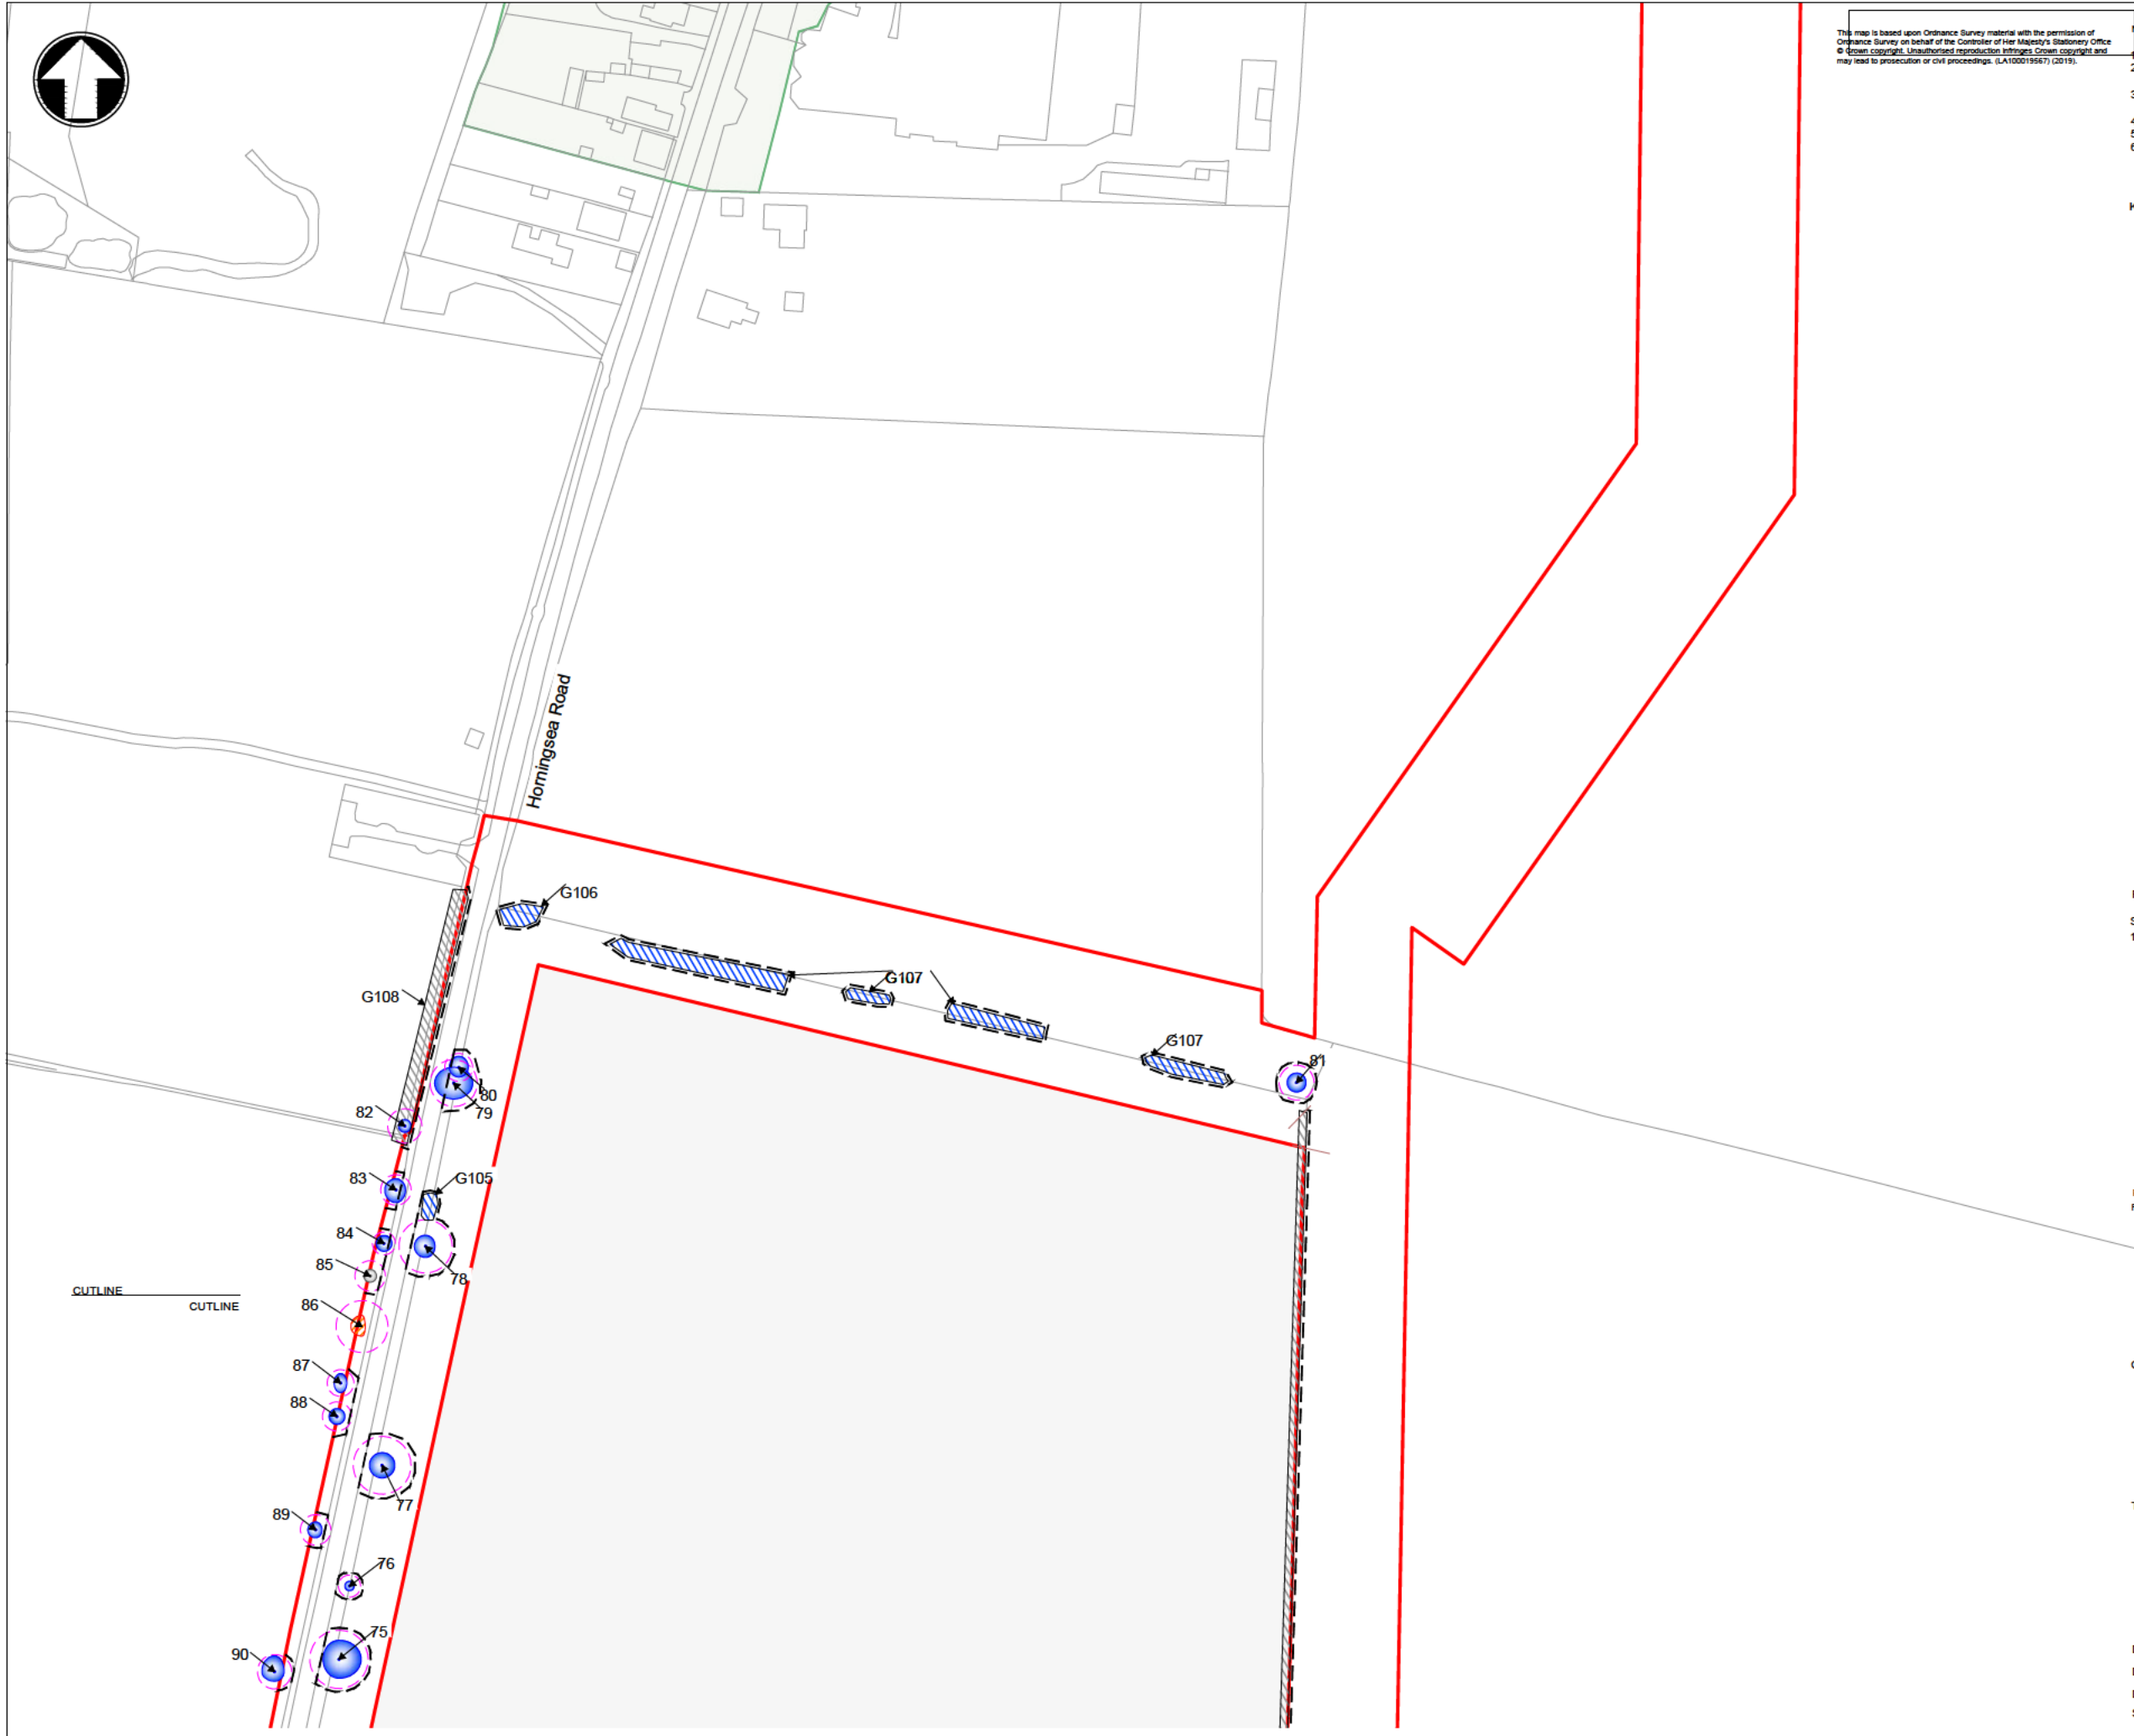 This map is based upon Ordnance Survey material with the permission of
Ordnance Survey on behalf of the Controller of Her Majesty's Stationery Office
© Crown copyright. Unauthorised reproduction infringes Crown copyright and
may lead to prosecution or civil proceedings. (LA100019567) (2019).
Horningsea Road
G106
G107
G108
G107
81
80
79
82
83
G105
84
85
78
CUTLINE
CUTLINE
86
87
88
77
89
76
75
90